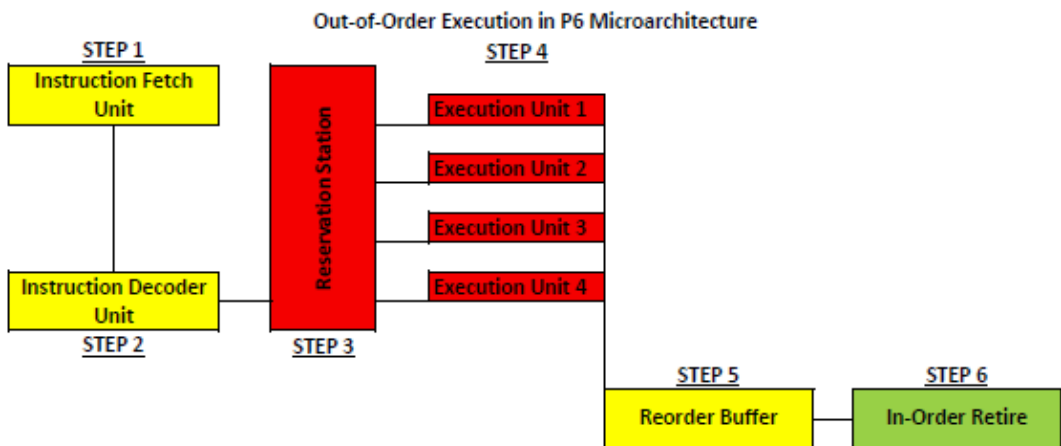 Out-of-Order Execution in P6 Microarchitecture
STEP 1
STEP 4
Instruction Fetch
Unit
Reservation Station
Execution Unit 1
Execution Unit 2
Execution Unit 3
Execution Unit 4
Instruction Decoder
Unit
STEP 2
STEP 3
STEP 5
STEP 6
Reorder Buffer
In-Order Retire